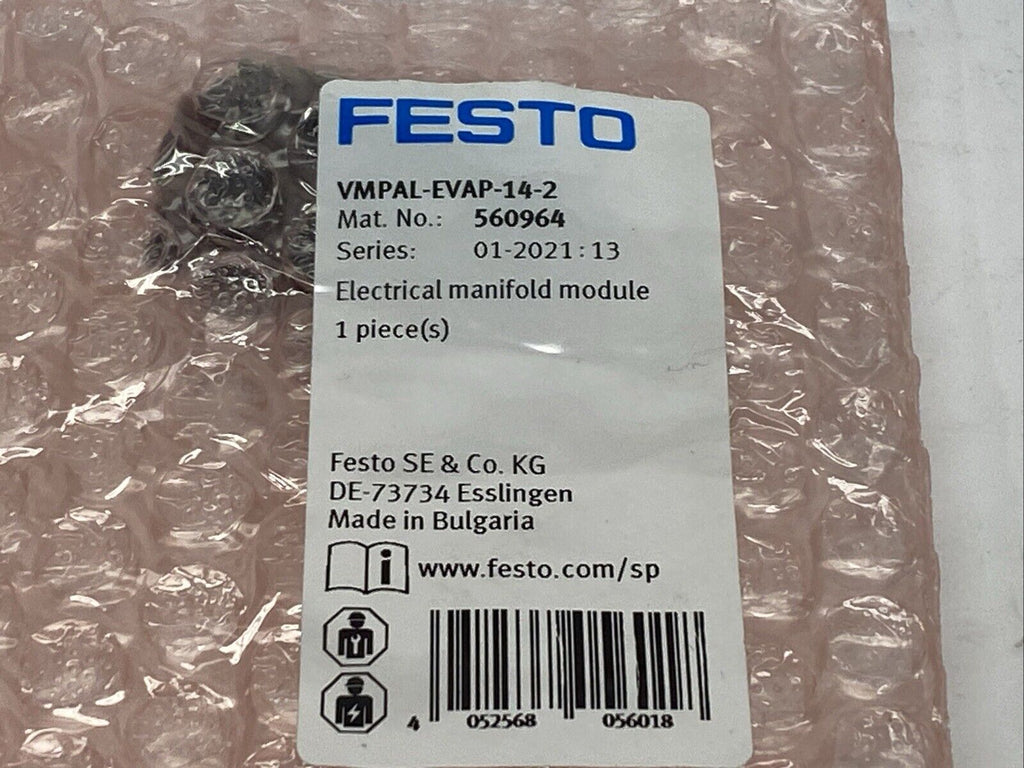 FESTO
VMPAL-EVAP-14-2
Mat. No.: 560964
Series: 01-2021:13
Electrical manifold module
1 piece(s)
Festo SE & Co. KG
DE-73734 Esslingen
Made in Bulgaria
i www.festo.com/sp
4 052568 056018